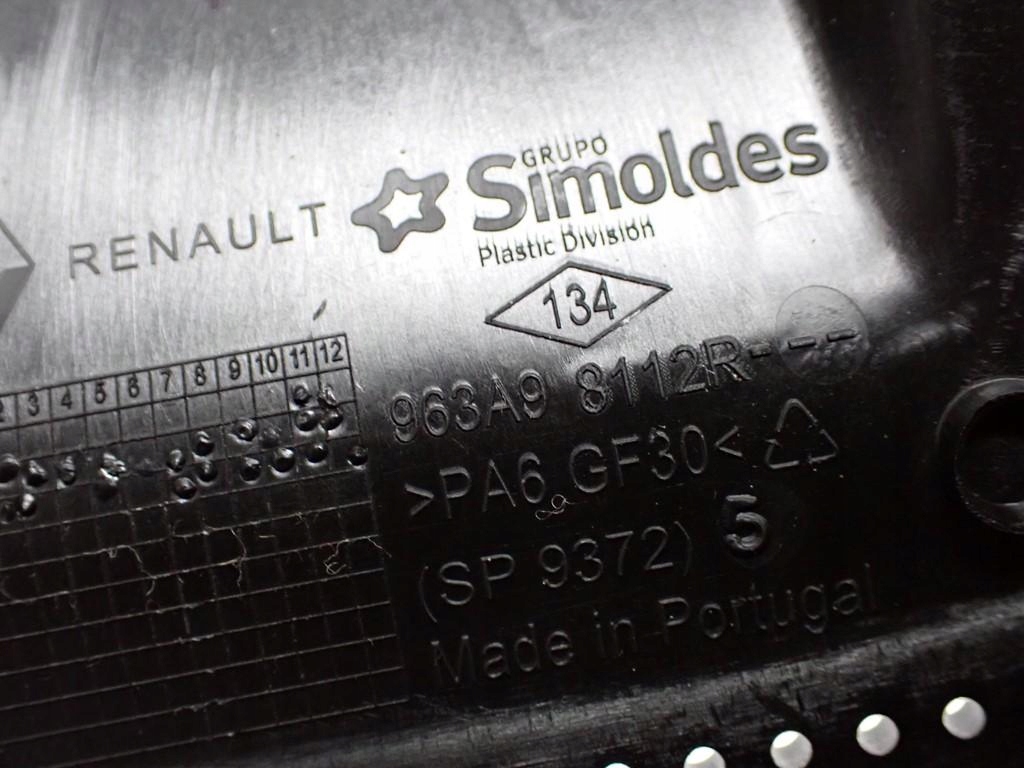 RENAULT
GRUPO
Simoldes
Plastic Division
134
2 3 4 5 6 7 8 9 10 11 12
963A9 8112R---
>PA6 GF30<
(SP 9372) 5
Made in Portugal